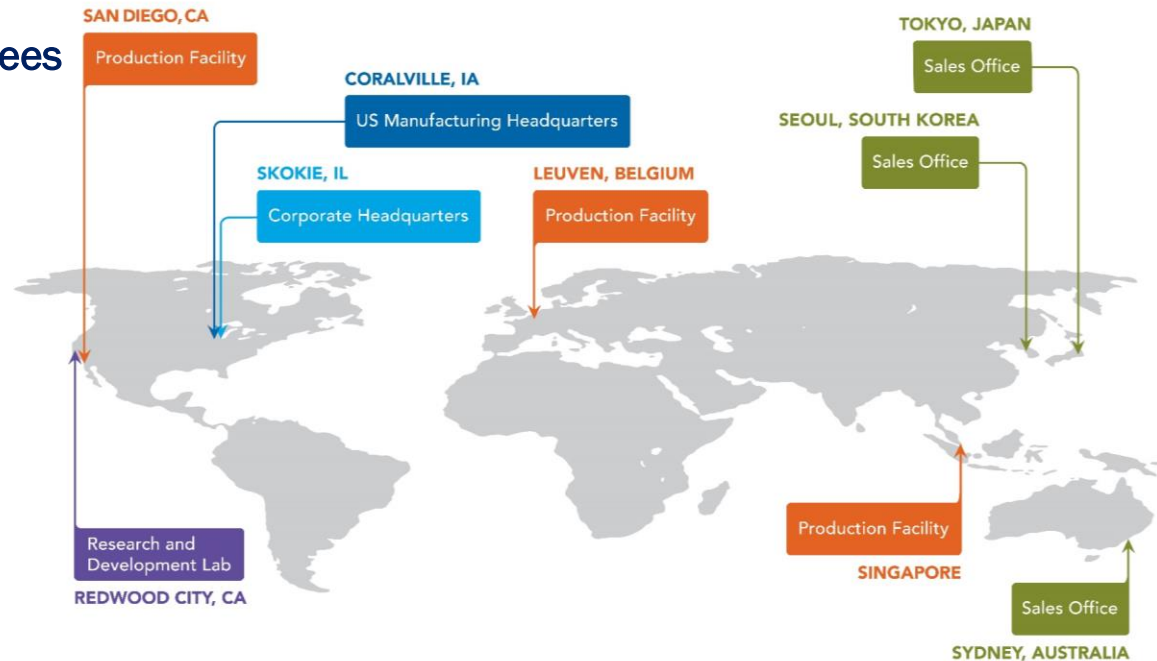 SAN DIEGO, CA
ees
Production Facility
CORALVILLE, IA
US Manufacturing Headquarters
SKOKIE, IL
Corporate Headquarters
LEUVEN, BELGIUM
Production Facility
TOKYO, JAPAN
Sales Office
SEOUL, SOUTH KOREA
Sales Office
Research and
Development Lab
REDWOOD CITY, CA
Production Facility
SINGAPORE
Sales Office
SYDNEY, AUSTRALIA